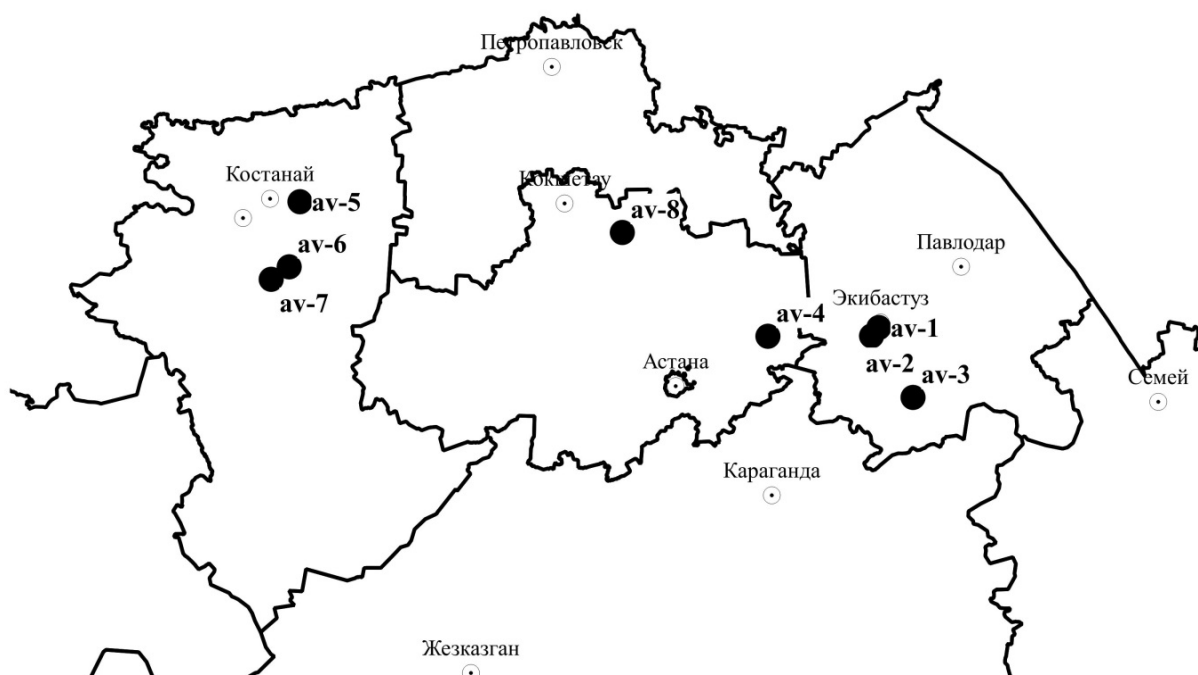 Петропавловск
Костанай
av-5
Кокшетау
av-8
av-6
Павлодар
av-7
Экибастуз
av-4
av-1
Астана
av-2
av-3
Семей
Караганда
Жезказган